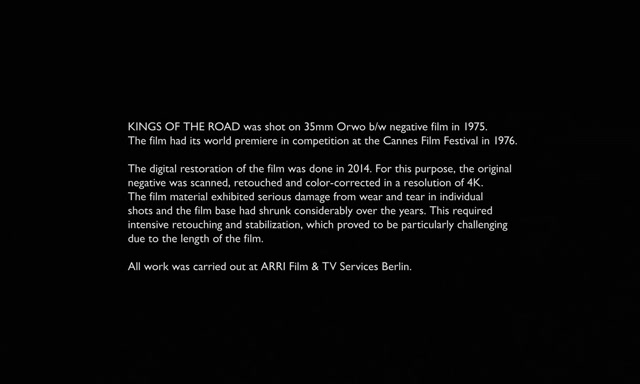 KINGS OF THE ROAD was shot on 35mm Orwo b/w negative film in 1975.
The film had its world premiere in competition at the Cannes Film Festival in 1976.
The digital restoration of the film was done in 2014. For this purpose, the original
negative was scanned, retouched and color-corrected in a resolution of 4K.
The film material exhibited serious damage from wear and tear in individual
shots and the film base had shrunk considerably over the years. This required
intensive retouching and stabilization, which proved to be particularly challenging
due to the length of the film.
All work was carried out at ARRI Film & TV Services Berlin.